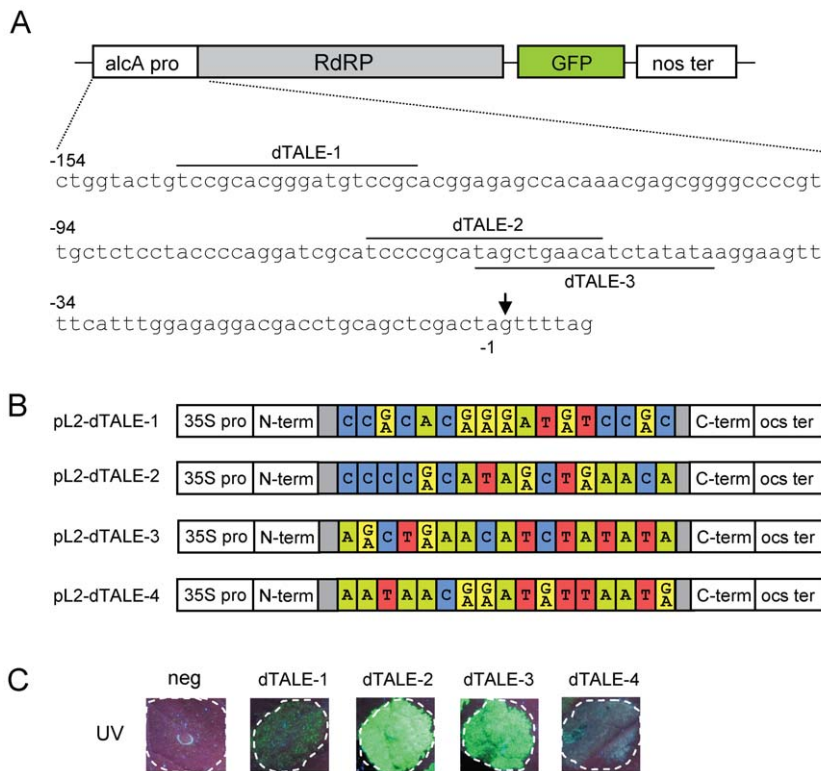 A
alcA pro RdRP GFP nos ter
dTALE-1
-154
ctggtactgtccgcacgggatgtccgcacggagagccacaaacgagcggggccccgt
dTALE-2
-94
tgctctcctaccccaggatcgcatccccgcatagctgaacatctatataaggaagtt
dTALE-3
-34
ttcatttggagaggacgacctgcagctcgactagttttag
-1
B
pL2-dTALE-1 35S pro N-term C C G A C A C G A G A G A A T G A T C C G A C C-term ocs ter
pL2-dTALE-2 35S pro N-term C C C C G A C A T A G A C T G A A A C A C-term ocs ter
pL2-dTALE-3 35S pro N-term A G A C T G A A A C A T C T A T A T A C-term ocs ter
pL2-dTALE-4 35S pro N-term A A T A A C G A G A A T G A T T A A T G A C-term ocs ter
C
neg dTALE-1 dTALE-2 dTALE-3 dTALE-4
UV